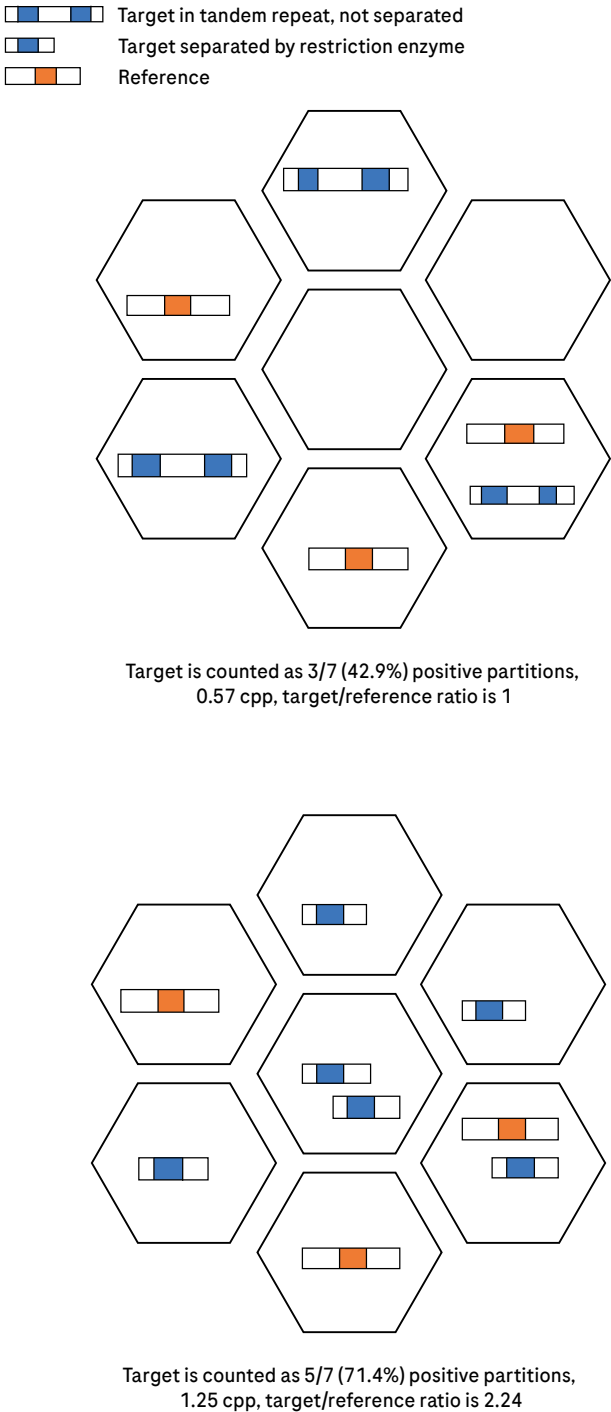 Target in tandem repeat, not separated
Target separated by restriction enzyme
Reference
Target is counted as 3/7 (42.9%) positive partitions,
0.57 cpp, target/reference ratio is 1
Target is counted as 5/7 (71.4%) positive partitions,
1.25 cpp, target/reference ratio is 2.24